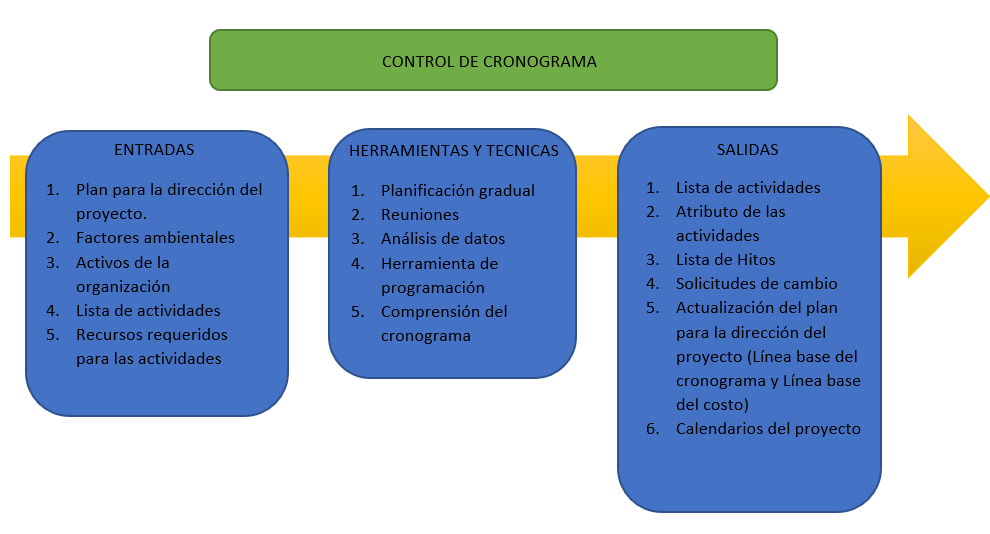 CONTROL DE CRONOGRAMA
ENTRADAS
1. Plan para la dirección del
proyecto.
2. Factores ambientales
3. Activos de la
organización
4. Lista de actividades
5. Recursos requeridos
para las actividades
HERRAMIENTAS Y TECNICAS
1. Planificación gradual
2. Reuniones
3. Análisis de datos
4. Herramienta de
programación
5. Comprensión del
cronograma
SALIDAS
1. Lista de actividades
2. Atributo de las
actividades
3. Lista de Hitos
4. Solicitudes de cambio
5. Actualización del plan
para la dirección del
proyecto (Línea base del
cronograma y Línea base
del costo)
6. Calendarios del proyecto